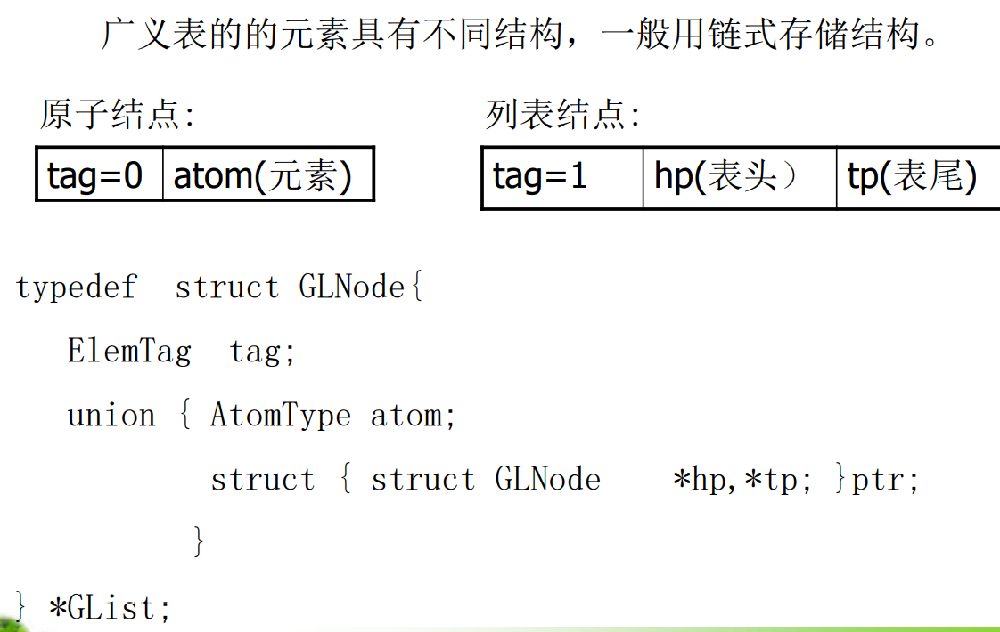 广义表的的元素具有不同结构，一般用链式存储结构。
原子结点: 列表结点:
tag=0 atom(元素) tag=1 hp(表头） tp(表尾)
typedef struct GLNode{
ElemTag tag;
union { AtomType atom;
struct { struct GLNode *hp,*tp; }ptr;
}
} *GList;